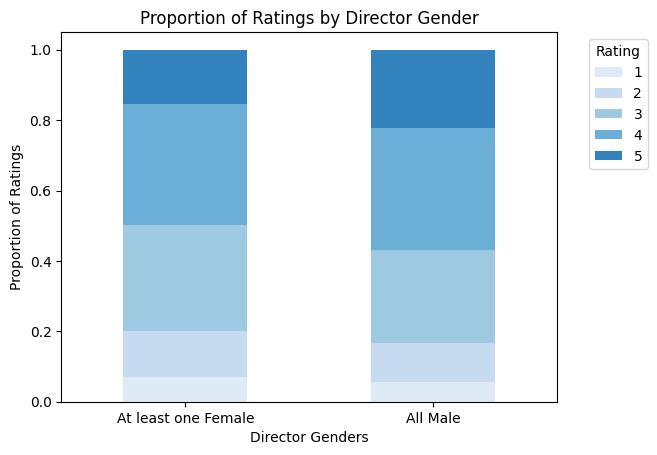 Proportion of Ratings by Director Gender
Rating
1
2
3
4
5
1.0
0.8
0.6
0.4
0.2
0.0
Proportion of Ratings
At least one Female
All Male
Director Genders